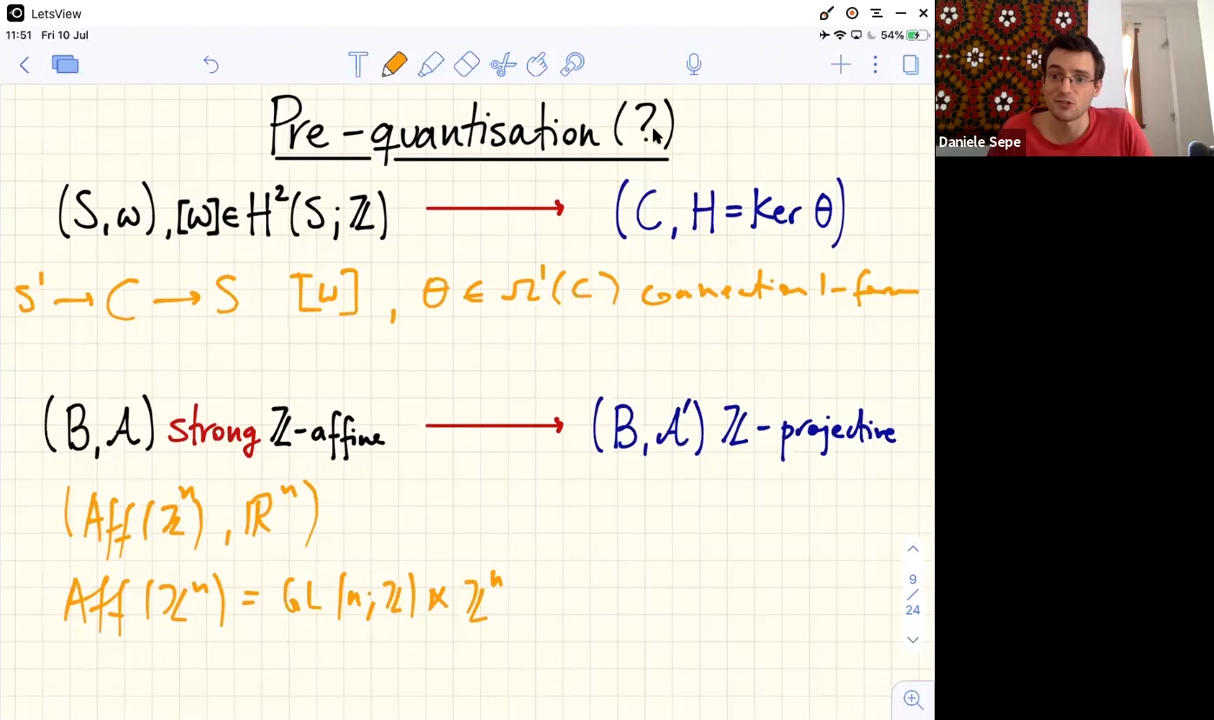 LetsView
11:51 Fri 10 Jul
54%
T
Pre-quantisation (?)
(S, ω), [ω] ∈ H²(S; ℤ) → (C, H = Ker θ)
S¹ → C → S [ω], θ ∈ Ω¹(C) connection 1-form
(B, A) strong ℤ-affine → (B, A') ℤ-projective
(Aff(ℤⁿ), ℝⁿ)
Aff(ℤⁿ) = GL(n; ℤ) ⋉ ℤⁿ
9
/
24
Daniele Sepe